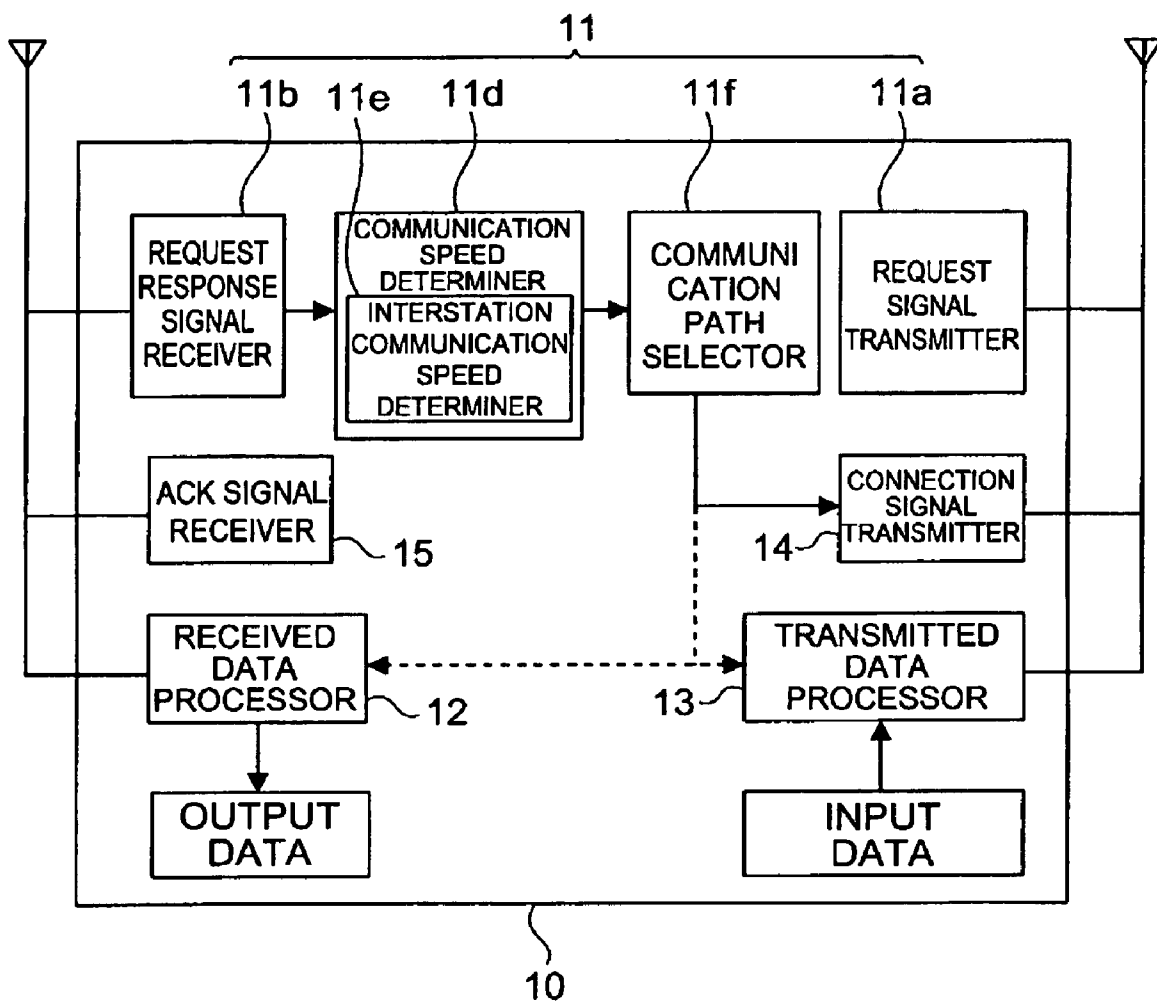 11
11b
11e
11d
11f
11a
REQUEST
RESPONSE
SIGNAL
RECEIVER
COMMUNICATION
SPEED
DETERMINER
INTERSTATION
COMMUNICATION
SPEED
DETERMINER
COMMUNI
CATION
PATH
SELECTOR
REQUEST
SIGNAL
TRANSMITTER
ACK SIGNAL
RECEIVER
15
CONNECTION
SIGNAL
TRANSMITTER
14
RECEIVED
DATA
PROCESSOR
12
TRANSMITTED
DATA
PROCESSOR
13
OUTPUT
DATA
INPUT
DATA
10